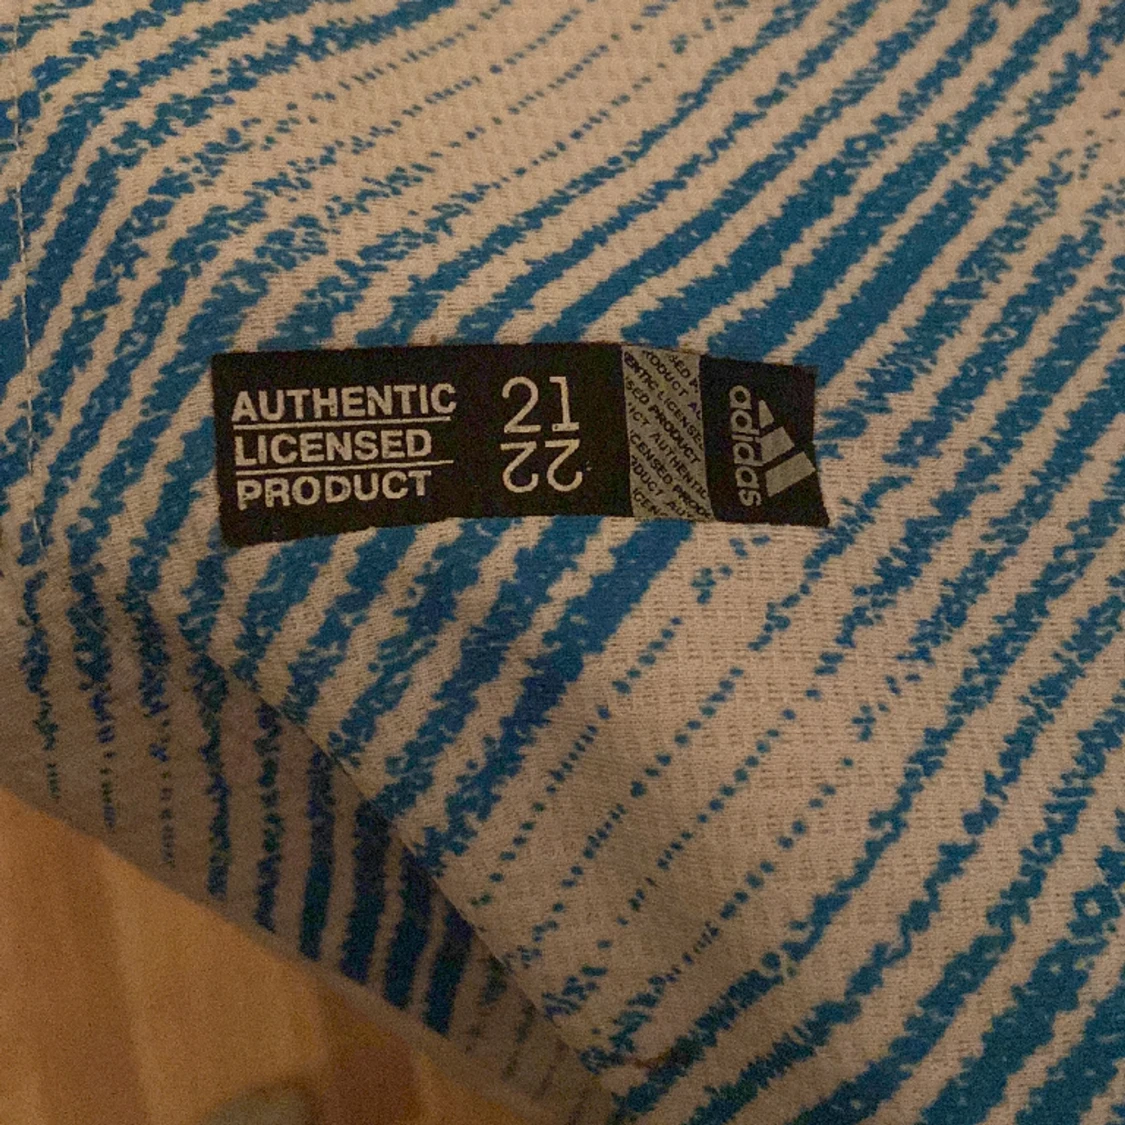 AUTHENTIC
LICENSED
PRODUCT
21
22
adidas